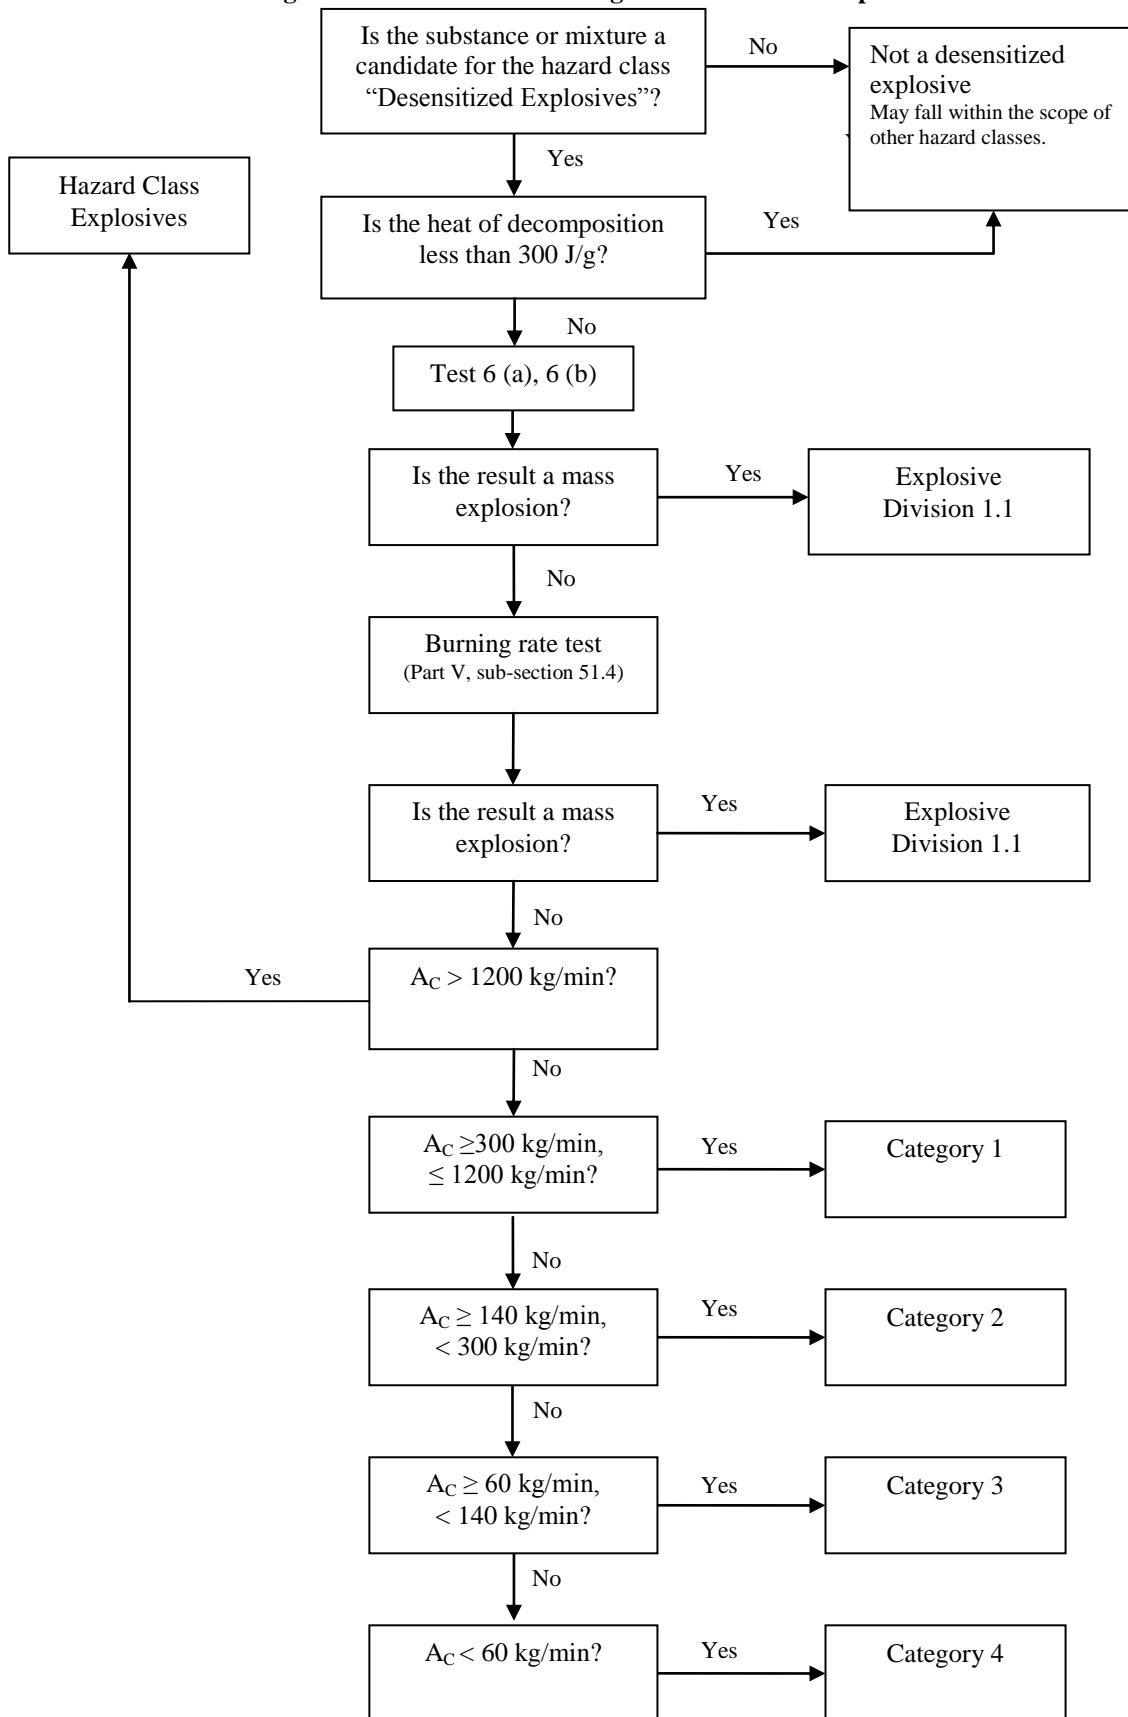 Is the substance or mixture a
candidate for the hazard class
“Desensitized Explosives”?
No
Not a desensitized
explosive
May fall within the scope of
other hazard classes.
Yes
Hazard Class
Explosives
Is the heat of decomposition
less than 300 J/g?
Yes
No
Test 6 (a), 6 (b)
Is the result a mass
explosion?
Yes
Explosive
Division 1.1
No
Burning rate test
(Part V, sub-section 51.4)
Is the result a mass
explosion?
Yes
Explosive
Division 1.1
No
Yes
A_C > 1200 kg/min?
No
A_C ≥300 kg/min,
≤ 1200 kg/min?
Yes
Category 1
No
A_C ≥ 140 kg/min,
< 300 kg/min?
Yes
Category 2
No
A_C ≥ 60 kg/min,
< 140 kg/min?
Yes
Category 3
No
A_C < 60 kg/min?
Yes
Category 4